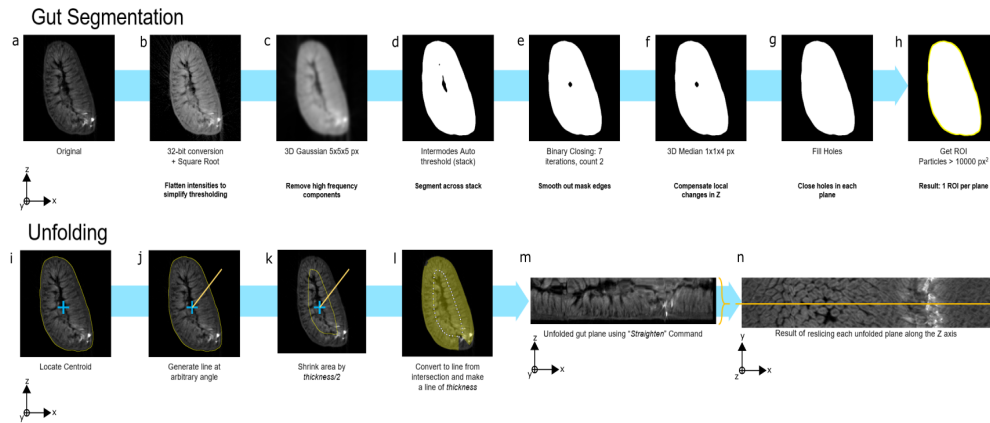 Gut Segmentation
a
b
c
d
e
f
g
h
Original
32-bit conversion
+ Square Root
3D Gaussian 5x5x5 px
Intermodes Auto
threshold (stack)
Binary Closing: 7
iterations, count 2
3D Median 1x1x4 px
Fill Holes
Get ROI
Particles > 10000 px²
Flatten intensities to
simplify thresholding
Remove high frequency
components
Segment across stack
Smooth out mask edges
Compensate local
changes in Z
Close holes in each
plane
Result: 1 ROI per plane
z
y
x
Unfolding
i
j
k
l
m
n
Unfolded gut plane using "Straighten" Command
Result of reslicing each unfolded plane along the Z axis
Locate Centroid
Generate line at
arbitrary angle
Shrink area by
thickness/2
Convert to line from
intersection and make
a line of thickness
z
y
x
z
y
x
y
z
x